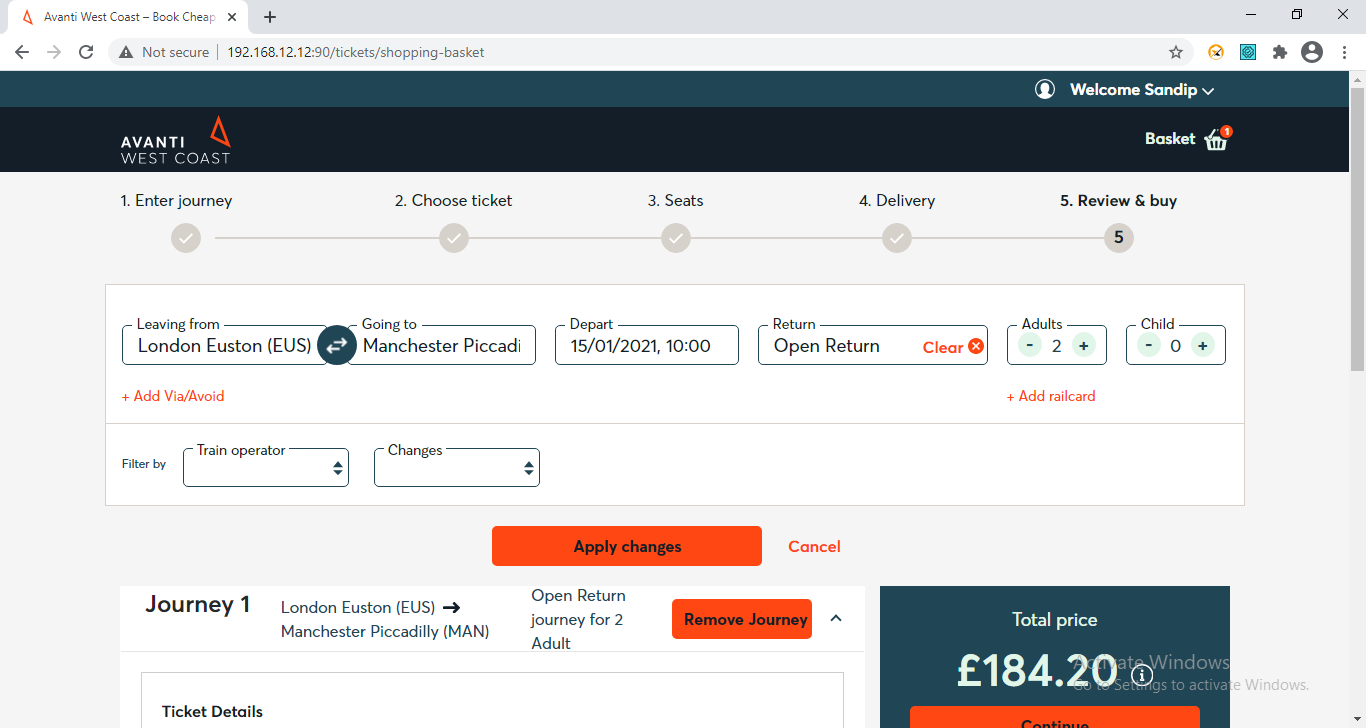 Avanti West Coast – Book Cheap
Not secure
192.168.12.12:90/tickets/shopping-basket
Welcome Sandip
AVANTI
WEST COAST
Basket 1
1. Enter journey
2. Choose ticket
3. Seats
4. Delivery
5. Review & buy
5
Leaving from
London Euston (EUS)
Going to
Manchester Piccadi
Depart
15/01/2021, 10:00
Return
Open Return
Clear
Adults
- 2 +
Child
- 0 +
+ Add Via/Avoid
+ Add railcard
Filter by
Train operator
Changes
Apply changes
Cancel
Journey 1
London Euston (EUS) ➔
Manchester Piccadilly (MAN)
Open Return
journey for 2
Adult
Remove Journey
Total price
£184.20
Activate Windows
Go to Settings to activate Windows.
Ticket Details
Continue